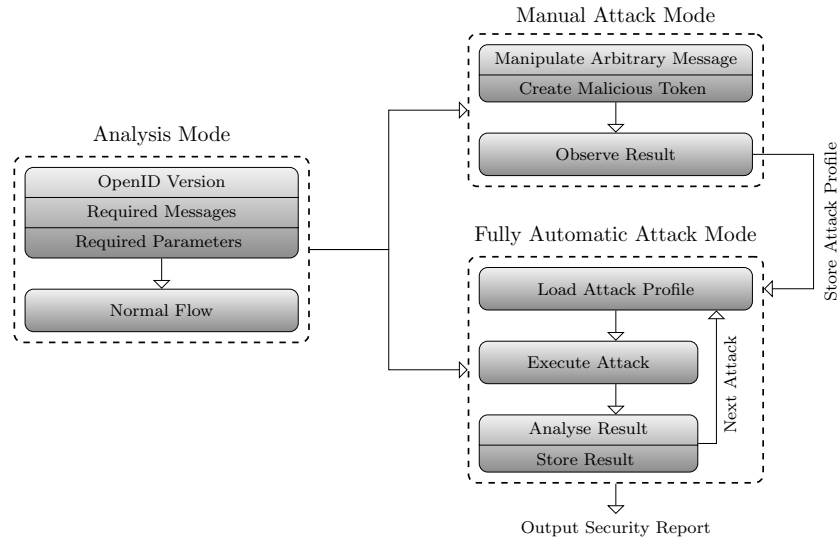 Analysis Mode
OpenID Version
Required Messages
Required Parameters
Normal Flow
Manual Attack Mode
Manipulate Arbitrary Message
Create Malicious Token
Observe Result
Store Attack Profile
Fully Automatic Attack Mode
Load Attack Profile
Execute Attack
Analyse Result
Store Result
Next Attack
Output Security Report